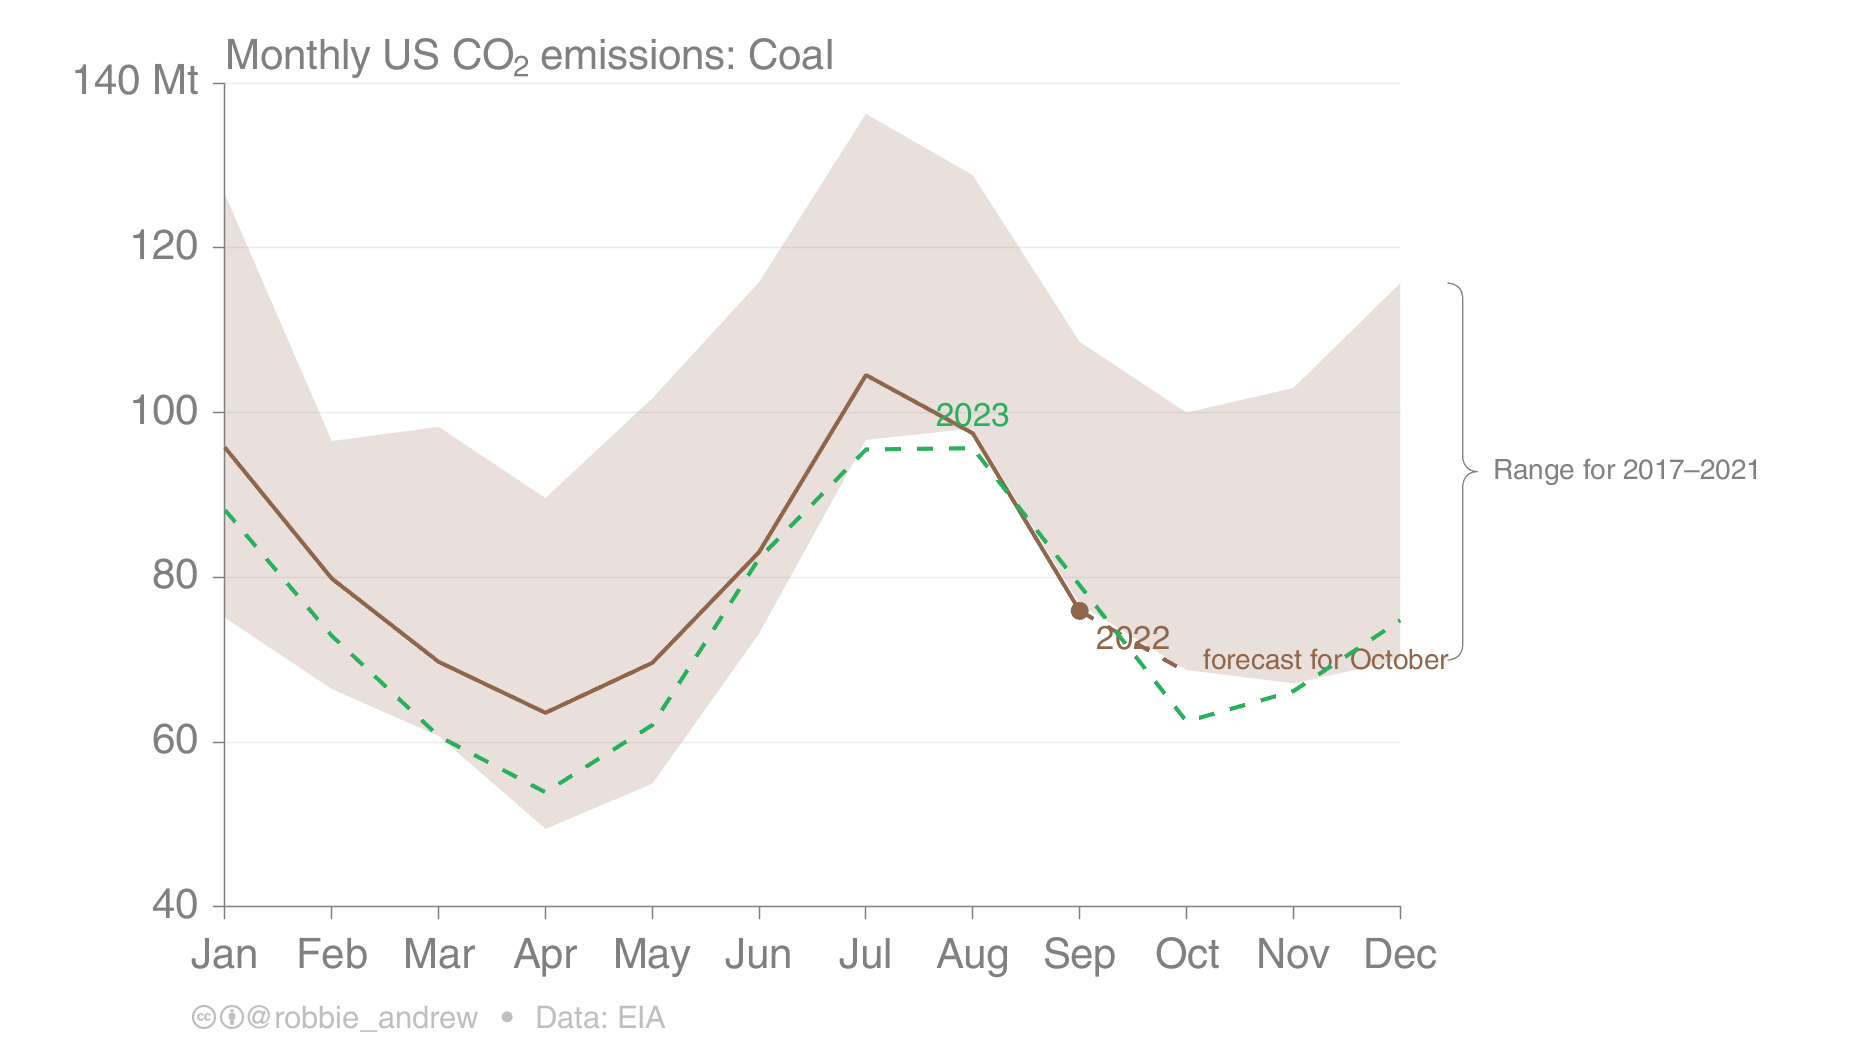 Monthly US CO₂ emissions: Coal
140 Mt
120
100
80
60
40
2023
2022
forecast for October
Range for 2017–2021
Jan Feb Mar Apr May Jun Jul Aug Sep Oct Nov Dec
@robbie_andrew • Data: EIA